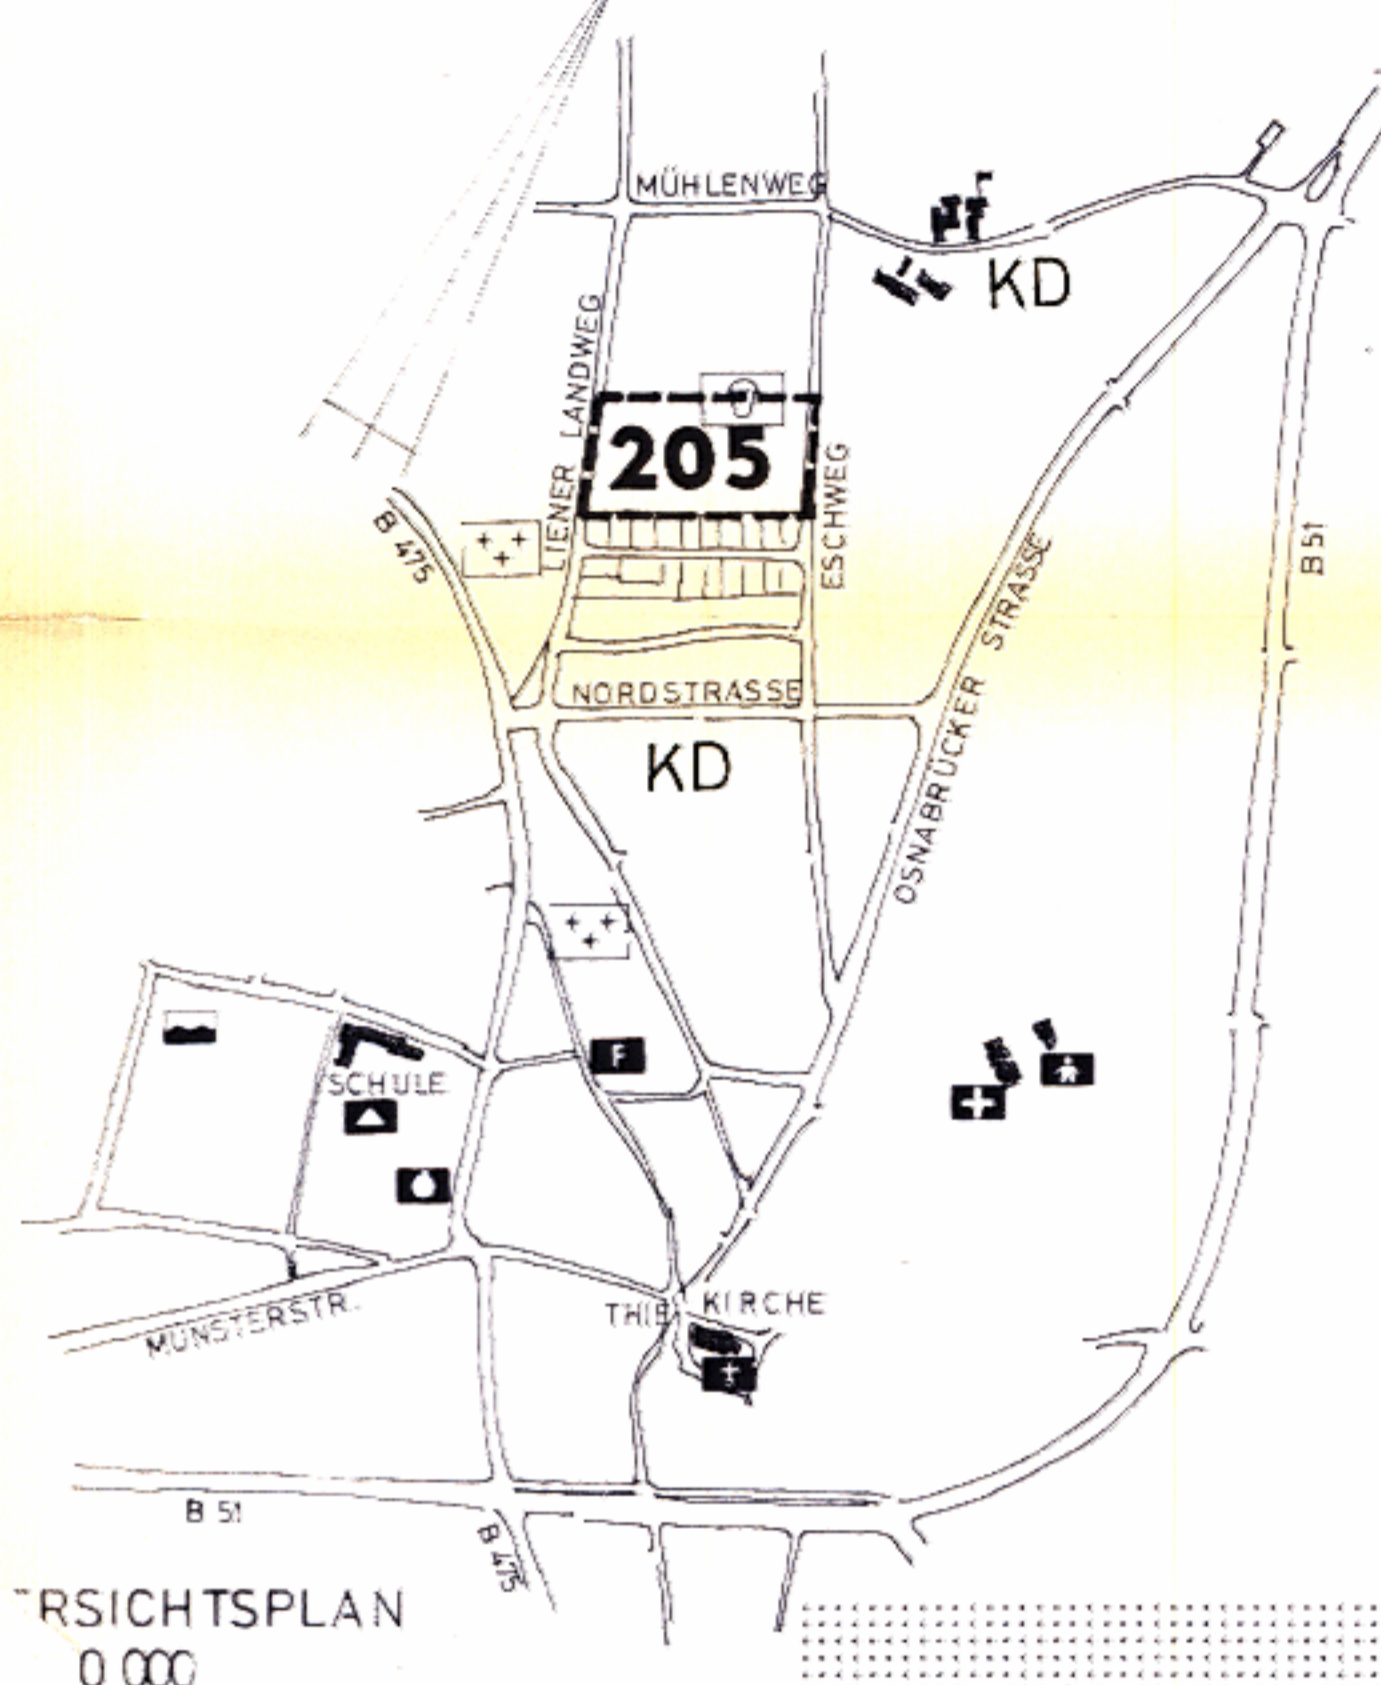 MÜHLENWEG
KD
LIENER LANDWEG
205
ESCHWEG
B 475
B 51
OSNABRÜCKER STRASSE
NORDSTRASSE
KD
F
SCHULE
THIE
KIRCHE
MÜNSTERSTR.
B 51
B 475
ERSICHTSPLAN
0 000